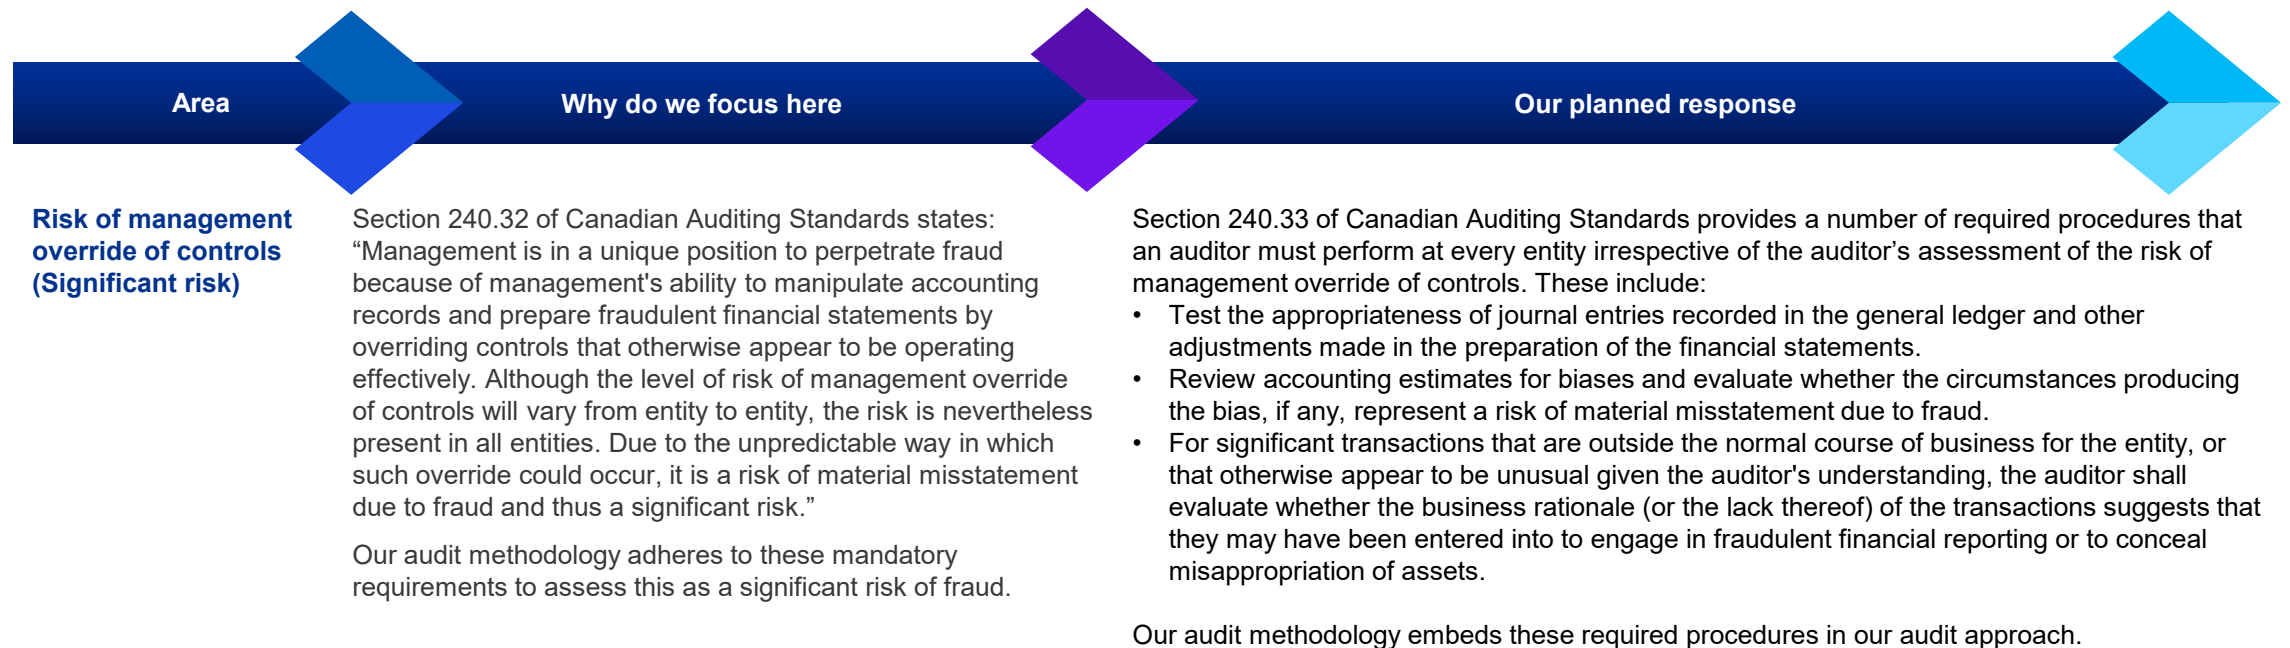 Area
Why do we focus here
Our planned response
Risk of management
override of controls
(Significant risk)
Section 240.32 of Canadian Auditing Standards states:
“Management is in a unique position to perpetrate fraud
because of management's ability to manipulate accounting
records and prepare fraudulent financial statements by
overriding controls that otherwise appear to be operating
effectively. Although the level of risk of management override
of controls will vary from entity to entity, the risk is nevertheless
present in all entities. Due to the unpredictable way in which
such override could occur, it is a risk of material misstatement
due to fraud and thus a significant risk.”
Our audit methodology adheres to these mandatory
requirements to assess this as a significant risk of fraud.
Section 240.33 of Canadian Auditing Standards provides a number of required procedures that
an auditor must perform at every entity irrespective of the auditor’s assessment of the risk of
management override of controls. These include:
• Test the appropriateness of journal entries recorded in the general ledger and other
adjustments made in the preparation of the financial statements.
• Review accounting estimates for biases and evaluate whether the circumstances producing
the bias, if any, represent a risk of material misstatement due to fraud.
• For significant transactions that are outside the normal course of business for the entity, or
that otherwise appear to be unusual given the auditor's understanding, the auditor shall
evaluate whether the business rationale (or the lack thereof) of the transactions suggests that
they may have been entered into to engage in fraudulent financial reporting or to conceal
misappropriation of assets.
Our audit methodology embeds these required procedures in our audit approach.